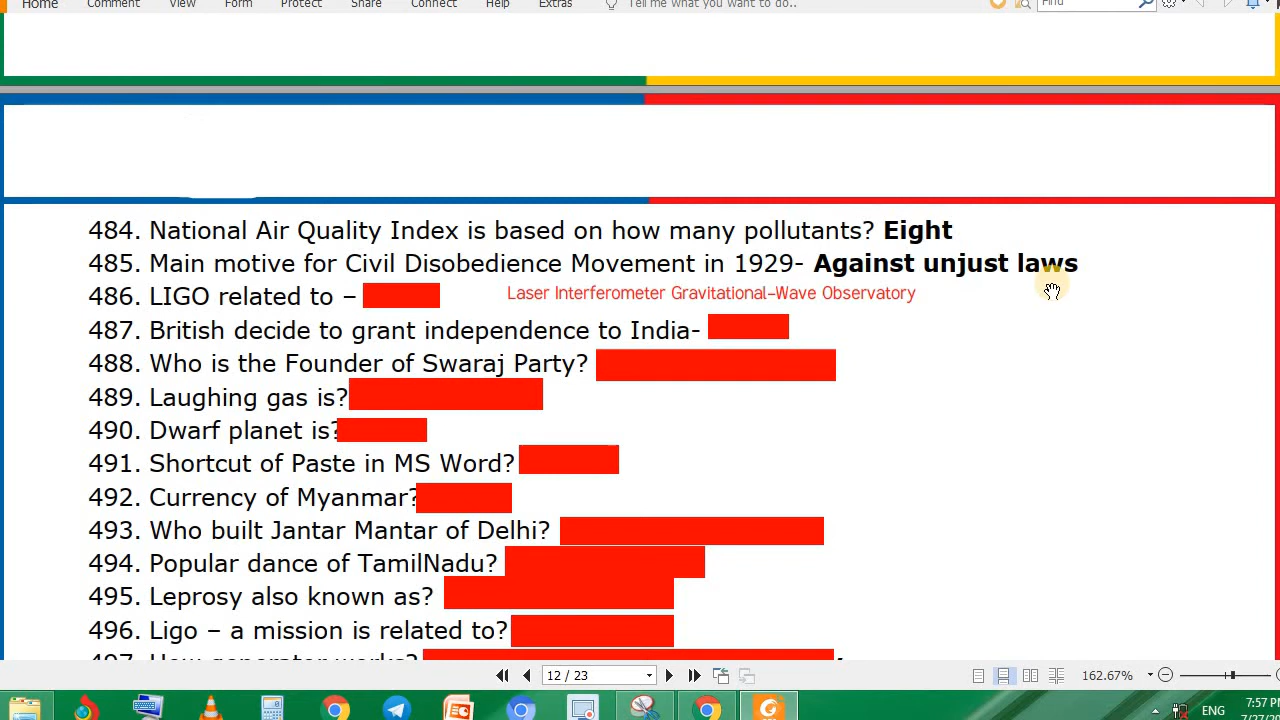 Home Comment View Form Protect Share Connect Help Extras Tell me what you want to do.. Find
484. National Air Quality Index is based on how many pollutants? Eight
485. Main motive for Civil Disobedience Movement in 1929- Against unjust laws
486. LIGO related to – Laser Interferometer Gravitational-Wave Observatory
487. British decide to grant independence to India-
488. Who is the Founder of Swaraj Party?
489. Laughing gas is?
490. Dwarf planet is?
491. Shortcut of Paste in MS Word?
492. Currency of Myanmar?
493. Who built Jantar Mantar of Delhi?
494. Popular dance of TamilNadu?
495. Leprosy also known as?
496. Ligo – a mission is related to?
497. How generator works?
12 / 23 162.67%
ENG 7:57 PM